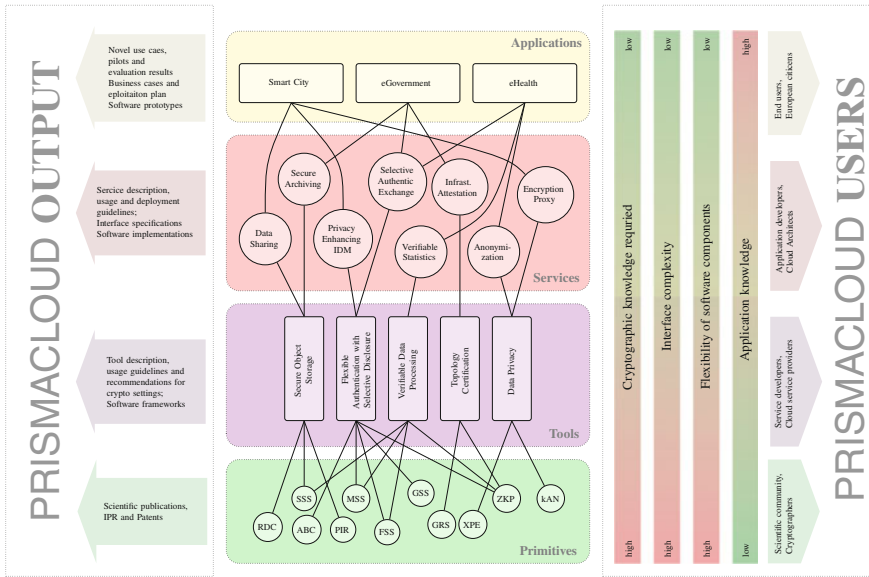 PRISMACLOUD OUTPUT
Novel use caes,
pilots and
evaluation results
Business cases and
eploitaiton plan
Software prototypes
Sercice description,
usage and deployment
guidelines;
Interface specifications
Software implementations
Tool description,
usage guidelines and
recommendations for
crypto settings;
Software frameworks
Scientific publications,
IPR and Patents
Applications
Smart City
eGovernment
eHealth
Secure
Archiving
Selective
Authentic
Exchange
Infrast.
Attestation
Encryption
Proxy
Data
Sharing
Privacy
Enhancing
IDM
Verifiable
Statistics
Anonymi-
zation
Services
Secure Object
Storage
Flexible
Authentication with
Selective Disclosure
Verifiable Data
Processing
Topology
Certification
Data Privacy
Tools
SSS
MSS
GSS
ZKP
kAN
RDC
ABC
PIR
FSS
GRS
XPE
Primitives
low
Cryptographic knowledge requried
high
low
Interface complexity
high
low
Flexibility of software components
high
high
Application knowledge
low
End users,
European citicens
Application developers,
Cloud Architects
Service developers,
Cloud service providers
Scientific community,
Cryptographers
PRISMACLOUD USERS